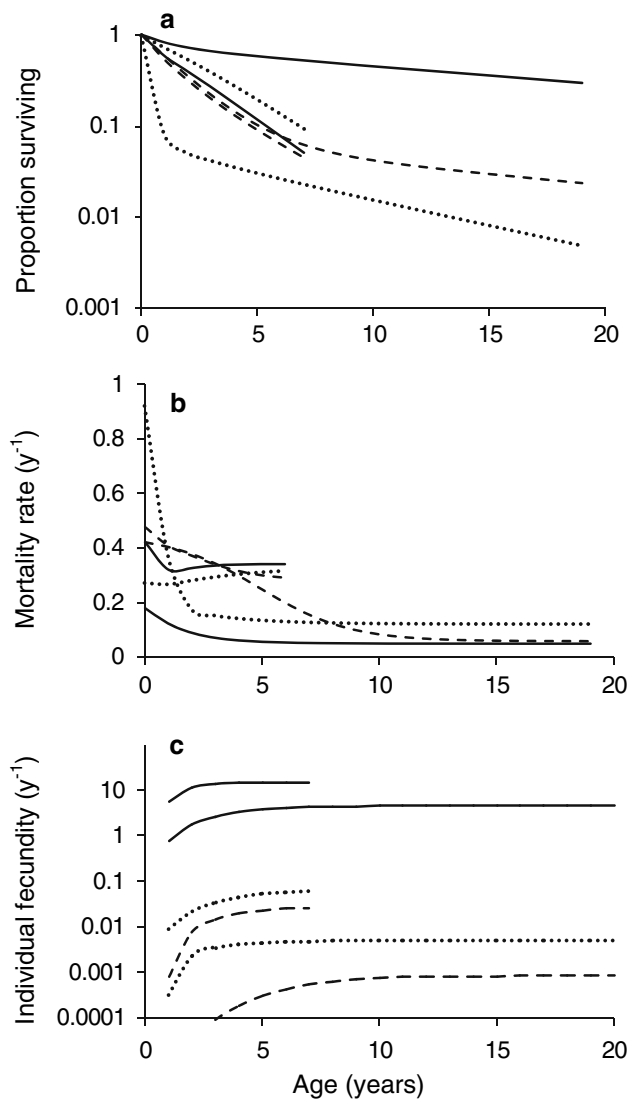 a
1
0.1
0.01
0.001
Proportion surviving
0 5 10 15 20
b
1
0.8
0.6
0.4
0.2
0
Mortality rate (y-1)
0 5 10 15 20
c
10
1
0.1
0.01
0.001
0.0001
Individual fecundity (y-1)
0 5 10 15 20
Age (years)